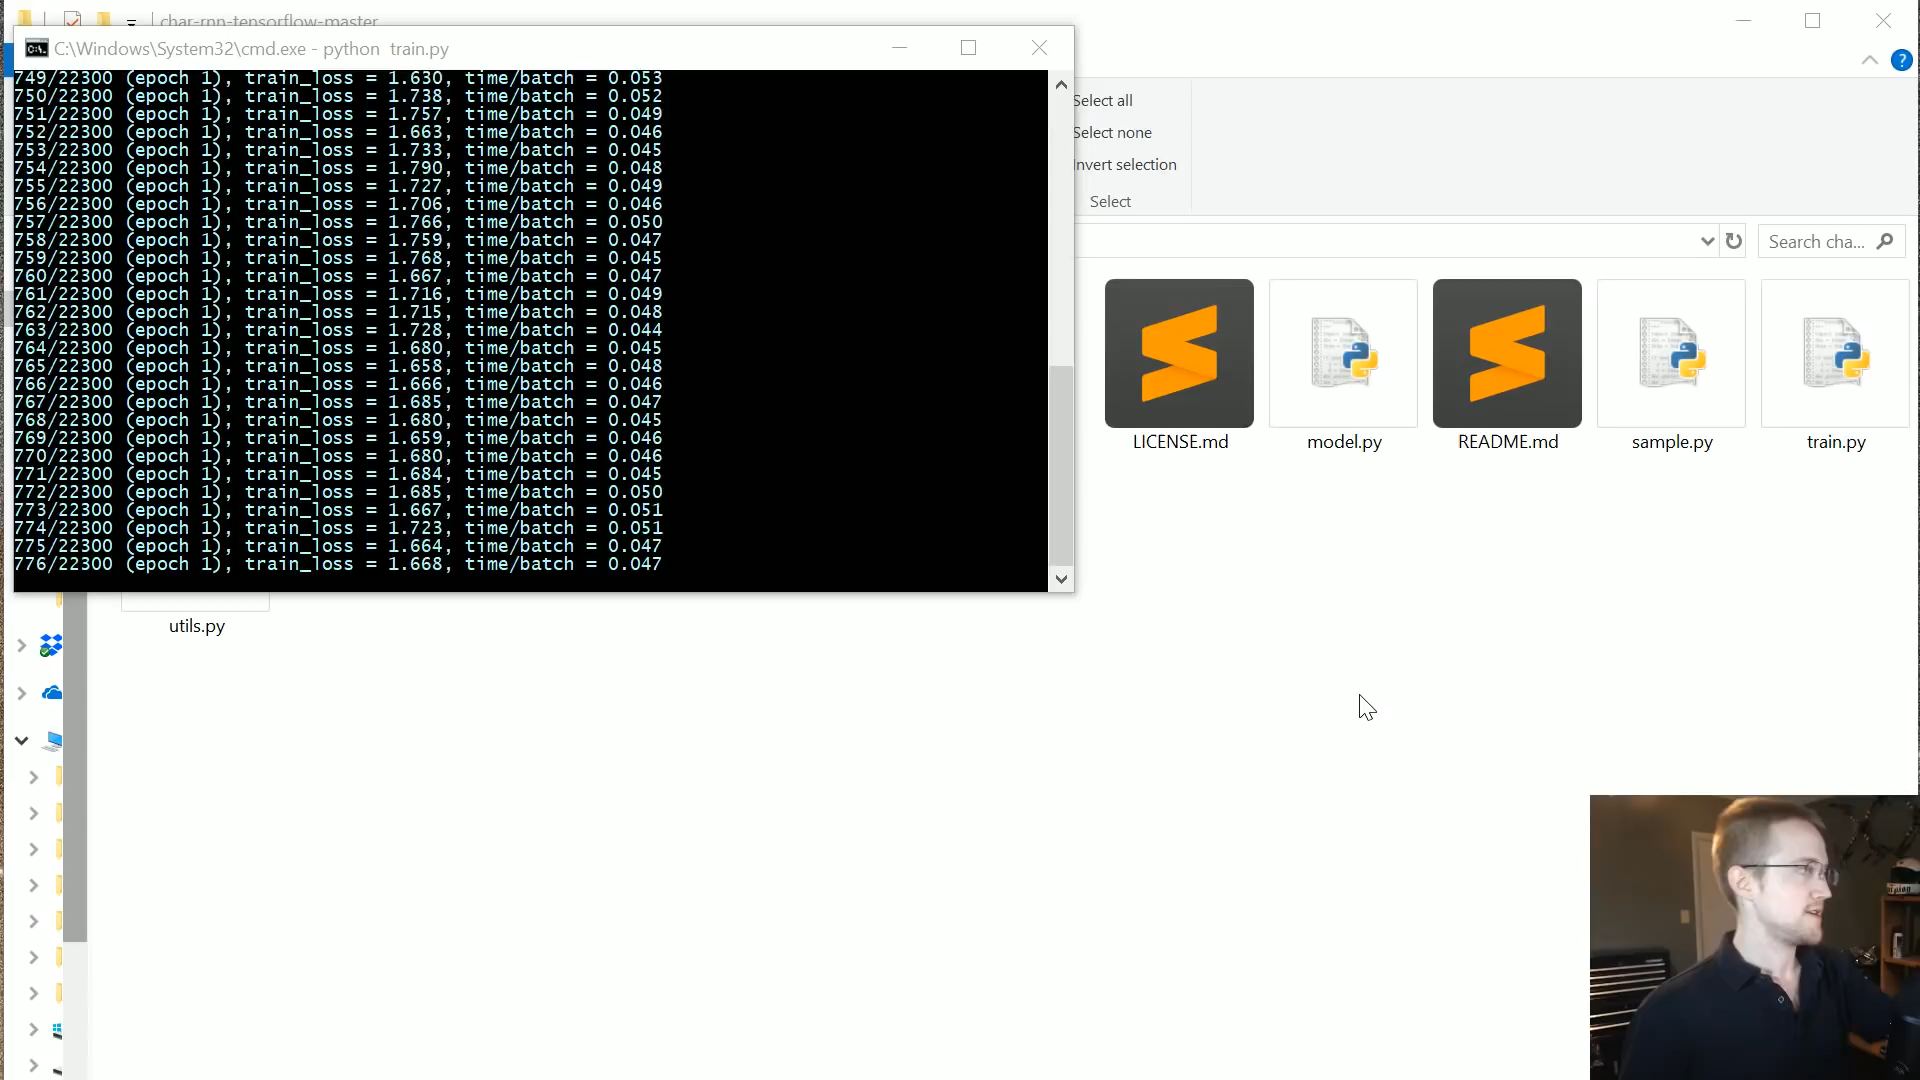 char-rnn-tensorflow-master
C:\Windows\System32\cmd.exe - python train.py
749/22300 (epoch 1), train_loss = 1.630, time/batch = 0.053
750/22300 (epoch 1), train_loss = 1.738, time/batch = 0.052
751/22300 (epoch 1), train_loss = 1.757, time/batch = 0.049
752/22300 (epoch 1), train_loss = 1.663, time/batch = 0.046
753/22300 (epoch 1), train_loss = 1.733, time/batch = 0.045
754/22300 (epoch 1), train_loss = 1.790, time/batch = 0.048
755/22300 (epoch 1), train_loss = 1.727, time/batch = 0.049
756/22300 (epoch 1), train_loss = 1.706, time/batch = 0.046
757/22300 (epoch 1), train_loss = 1.766, time/batch = 0.050
758/22300 (epoch 1), train_loss = 1.759, time/batch = 0.047
759/22300 (epoch 1), train_loss = 1.768, time/batch = 0.045
760/22300 (epoch 1), train_loss = 1.667, time/batch = 0.047
761/22300 (epoch 1), train_loss = 1.716, time/batch = 0.049
762/22300 (epoch 1), train_loss = 1.715, time/batch = 0.048
763/22300 (epoch 1), train_loss = 1.728, time/batch = 0.044
764/22300 (epoch 1), train_loss = 1.680, time/batch = 0.045
765/22300 (epoch 1), train_loss = 1.658, time/batch = 0.048
766/22300 (epoch 1), train_loss = 1.666, time/batch = 0.046
767/22300 (epoch 1), train_loss = 1.685, time/batch = 0.047
768/22300 (epoch 1), train_loss = 1.680, time/batch = 0.045
769/22300 (epoch 1), train_loss = 1.659, time/batch = 0.046
770/22300 (epoch 1), train_loss = 1.680, time/batch = 0.046
771/22300 (epoch 1), train_loss = 1.684, time/batch = 0.045
772/22300 (epoch 1), train_loss = 1.685, time/batch = 0.050
773/22300 (epoch 1), train_loss = 1.667, time/batch = 0.051
774/22300 (epoch 1), train_loss = 1.723, time/batch = 0.051
775/22300 (epoch 1), train_loss = 1.664, time/batch = 0.047
776/22300 (epoch 1), train_loss = 1.668, time/batch = 0.047
Select all
Select none
Invert selection
Select
Search cha...
LICENSE.md
model.py
README.md
sample.py
train.py
utils.py